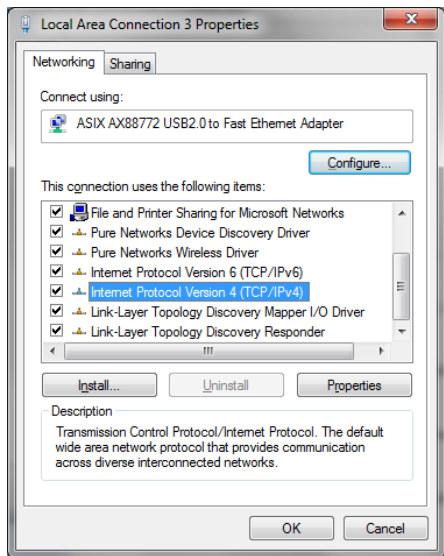 Local Area Connection 3 Properties
Networking
Sharing
Connect using:
ASIX AX88772 USB2.0 to Fast Ethernet Adapter
Configure...
This connection uses the following items:
File and Printer Sharing for Microsoft Networks
Pure Networks Device Discovery Driver
Pure Networks Wireless Driver
Internet Protocol Version 6 (TCP/IPv6)
Internet Protocol Version 4 (TCP/IPv4)
Link-Layer Topology Discovery Mapper I/O Driver
Link-Layer Topology Discovery Responder
Install...
Uninstall
Properties
Description
Transmission Control Protocol/Internet Protocol. The default
wide area network protocol that provides communication
across diverse interconnected networks.
OK
Cancel